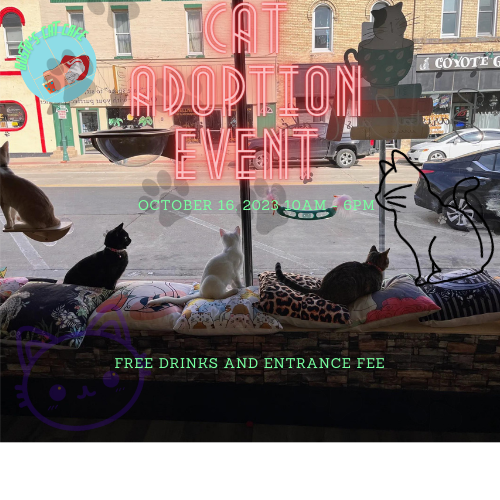 CAT
ADOPTION
EVENT
OCTOBER 16, 2023 10AM - 6PM
COYOTE G
FREE DRINKS AND ENTRANCE FEE